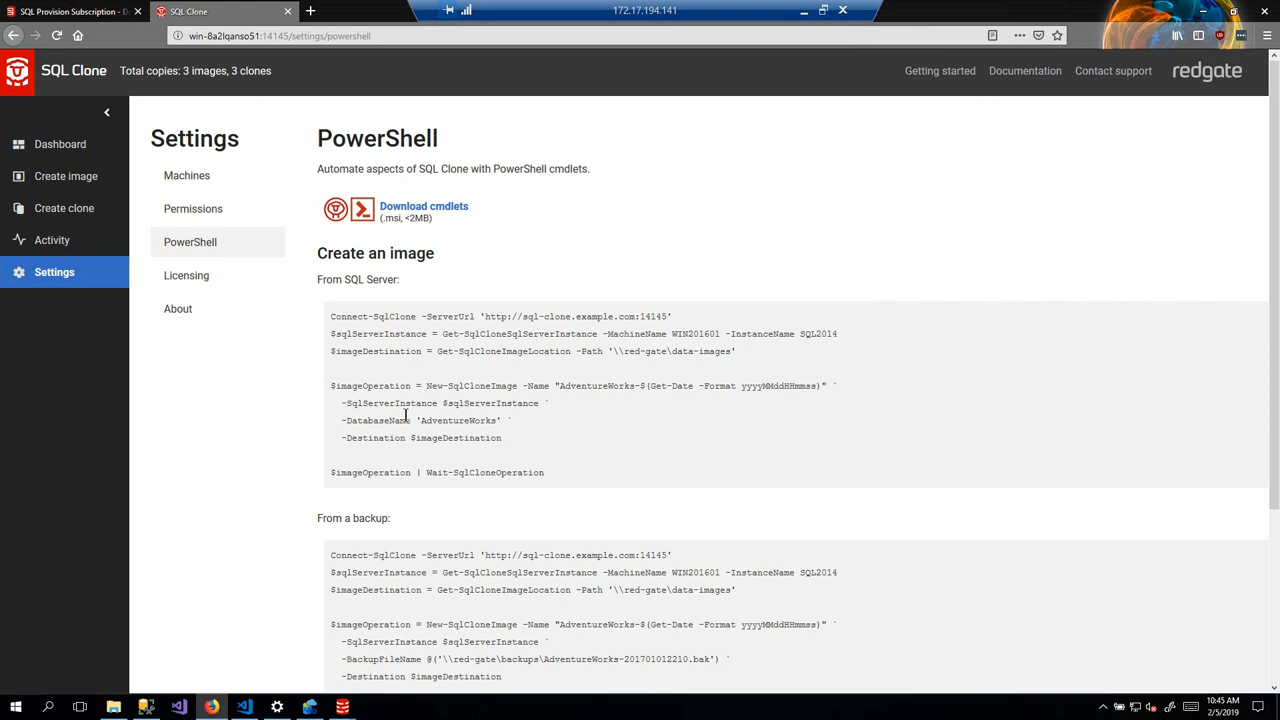 SQL Provision Subscription - D
SQL Clone
172.17.194.141
win-8a2lqanso51:14145/settings/powershell
SQL Clone
Total copies: 3 images, 3 clones
Getting started
Documentation
Contact support
redgate
Dashboard
Create image
Create clone
Activity
Settings
Settings
Machines
Permissions
PowerShell
Licensing
About
PowerShell
Automate aspects of SQL Clone with PowerShell cmdlets.
Download cmdlets
(.msi, <2MB)
Create an image
From SQL Server:
Connect-SqlClone -ServerUrl 'http://sql-clone.example.com:14145'
$sqlServerInstance = Get-SqlCloneSqlServerInstance -MachineName WIN201601 -InstanceName SQL2014
$imageDestination = Get-SqlCloneImageLocation -Path '\\red-gate\data-images'
$imageOperation = New-SqlCloneImage -Name "AdventureWorks-$(Get-Date -Format yyyyMMddHHmmss)" `
-SqlServerInstance $sqlServerInstance `
-DatabaseName 'AdventureWorks' `
-Destination $imageDestination
$imageOperation | Wait-SqlCloneOperation
From a backup:
Connect-SqlClone -ServerUrl 'http://sql-clone.example.com:14145'
$sqlServerInstance = Get-SqlCloneSqlServerInstance -MachineName WIN201601 -InstanceName SQL2014
$imageDestination = Get-SqlCloneImageLocation -Path '\\red-gate\data-images'
$imageOperation = New-SqlCloneImage -Name "AdventureWorks-$(Get-Date -Format yyyyMMddHHmmss)" `
-SqlServerInstance $sqlServerInstance `
-BackupFileName @('\\red-gate\backups\AdventureWorks-201701012210.bak') `
-Destination $imageDestination
10:45 AM
2/5/2019